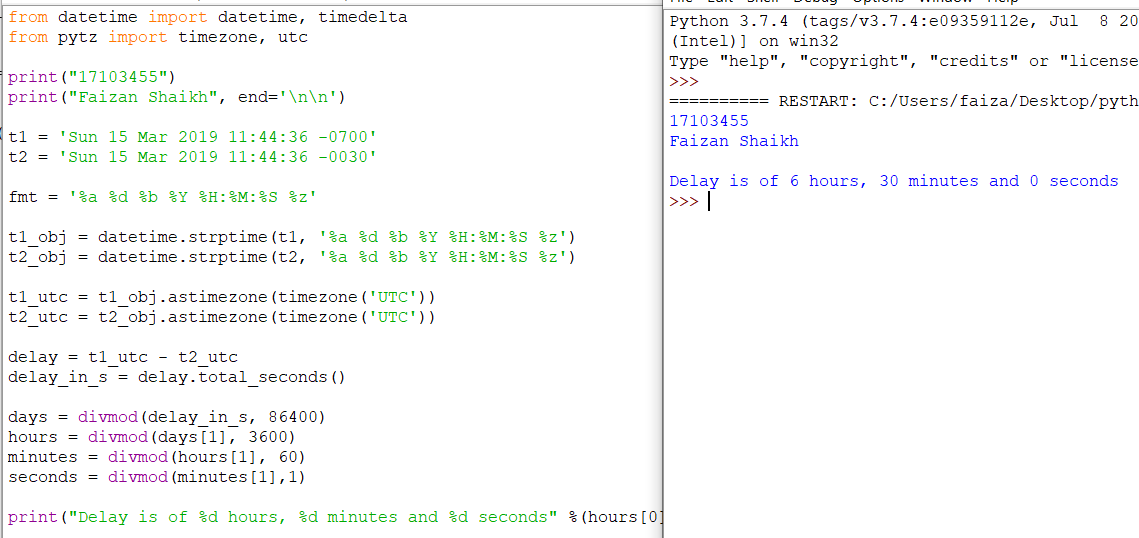 from datetime import datetime, timedelta
from pytz import timezone, utc
print("17103455")
print("Faizan Shaikh", end='\n\n')
t1 = 'Sun 15 Mar 2019 11:44:36 -0700'
t2 = 'Sun 15 Mar 2019 11:44:36 -0030'
fmt = '%a %d %b %Y %H:%M:%S %z'
t1_obj = datetime.strptime(t1, '%a %d %b %Y %H:%M:%S %z')
t2_obj = datetime.strptime(t2, '%a %d %b %Y %H:%M:%S %z')
t1_utc = t1_obj.astimezone(timezone('UTC'))
t2_utc = t2_obj.astimezone(timezone('UTC'))
delay = t1_utc - t2_utc
delay_in_s = delay.total_seconds()
days = divmod(delay_in_s, 86400)
hours = divmod(days[1], 3600)
minutes = divmod(hours[1], 60)
seconds = divmod(minutes[1],1)
print("Delay is of %d hours, %d minutes and %d seconds" %(hours[0]
Python 3.7.4 (tags/v3.7.4:e09359112e, Jul 8 20
(Intel)] on win32
Type "help", "copyright", "credits" or "license
>>>
========== RESTART: C:/Users/faiza/Desktop/pyth
17103455
Faizan Shaikh
Delay is of 6 hours, 30 minutes and 0 seconds
>>>